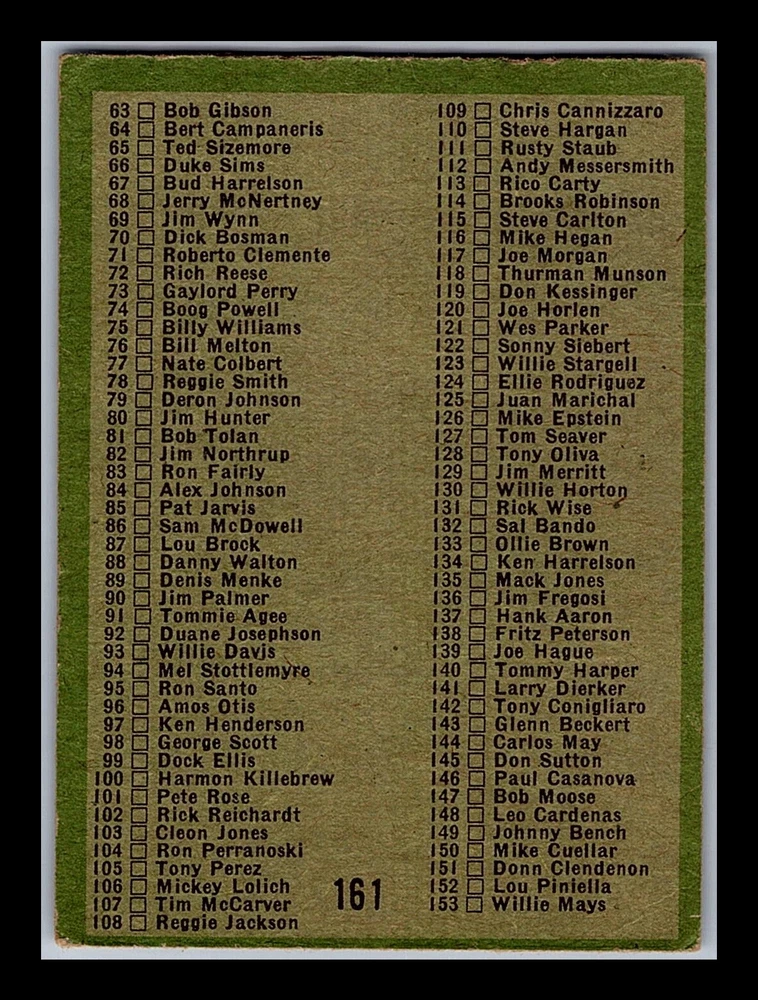 63 Bob Gibson
64 Bert Campaneris
65 Ted Sizemore
66 Duke Sims
67 Bud Harrelson
68 Jerry McNertney
69 Jim Wynn
70 Dick Bosman
71 Roberto Clemente
72 Rich Reese
73 Gaylord Perry
74 Boog Powell
75 Billy Williams
76 Bill Melton
77 Nate Colbert
78 Reggie Smith
79 Deron Johnson
80 Jim Hunter
81 Bob Tolan
82 Jim Northrup
83 Ron Fairly
84 Alex Johnson
85 Pat Jarvis
86 Sam McDowell
87 Lou Brock
88 Danny Walton
89 Denis Menke
90 Jim Palmer
91 Tommie Agee
92 Duane Josephson
93 Willie Davis
94 Mel Stottlemyre
95 Ron Santo
96 Amos Otis
97 Ken Henderson
98 George Scott
99 Dock Ellis
100 Harmon Killebrew
101 Pete Rose
102 Rick Reichardt
103 Cleon Jones
104 Ron Perranoski
105 Tony Perez
106 Mickey Lolich
107 Tim McCarver
108 Reggie Jackson
109 Chris Cannizzaro
110 Steve Hargan
111 Rusty Staub
112 Andy Messersmith
113 Rico Carty
114 Brooks Robinson
115 Steve Carlton
116 Mike Hegan
117 Joe Morgan
118 Thurman Munson
119 Don Kessinger
120 Joe Horlen
121 Wes Parker
122 Sonny Siebert
123 Willie Stargell
124 Ellie Rodriguez
125 Juan Marichal
126 Mike Epstein
127 Tom Seaver
128 Tony Oliva
129 Jim Merritt
130 Willie Horton
131 Rick Wise
132 Sal Bando
133 Ollie Brown
134 Ken Harrelson
135 Mack Jones
136 Jim Fregosi
137 Hank Aaron
138 Fritz Peterson
139 Joe Hague
140 Tommy Harper
141 Larry Dierker
142 Tony Conigliaro
143 Glenn Beckert
144 Carlos May
145 Don Sutton
146 Paul Casanova
147 Bob Moose
148 Leo Cardenas
149 Johnny Bench
150 Mike Cuellar
151 Donn Clendenon
152 Lou Piniella
153 Willie Mays
161